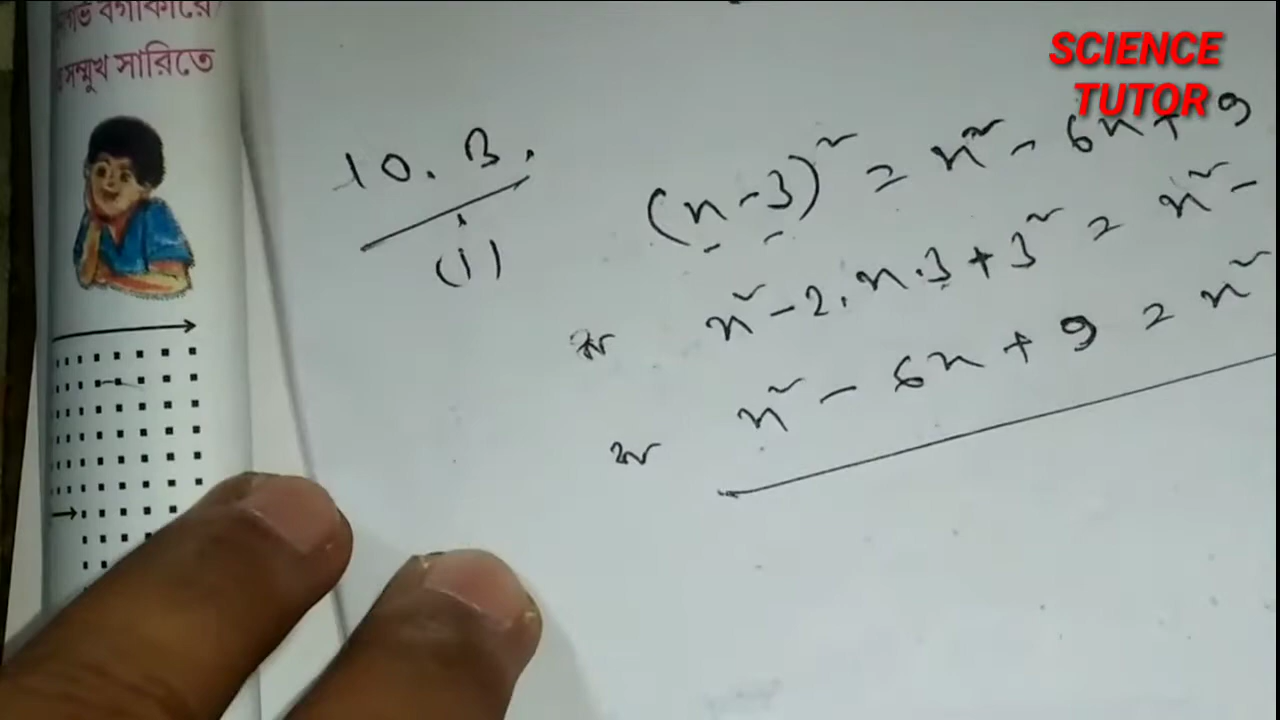 বর্গাকারে
সম্মুখ সারিতে
SCIENCE
TUTOR
10. 3.
(i)
(x-3)² = x² - 6x + 9
বা x² - 2.x.3 + 3² = x² -
বা x² - 6x + 9 = x²